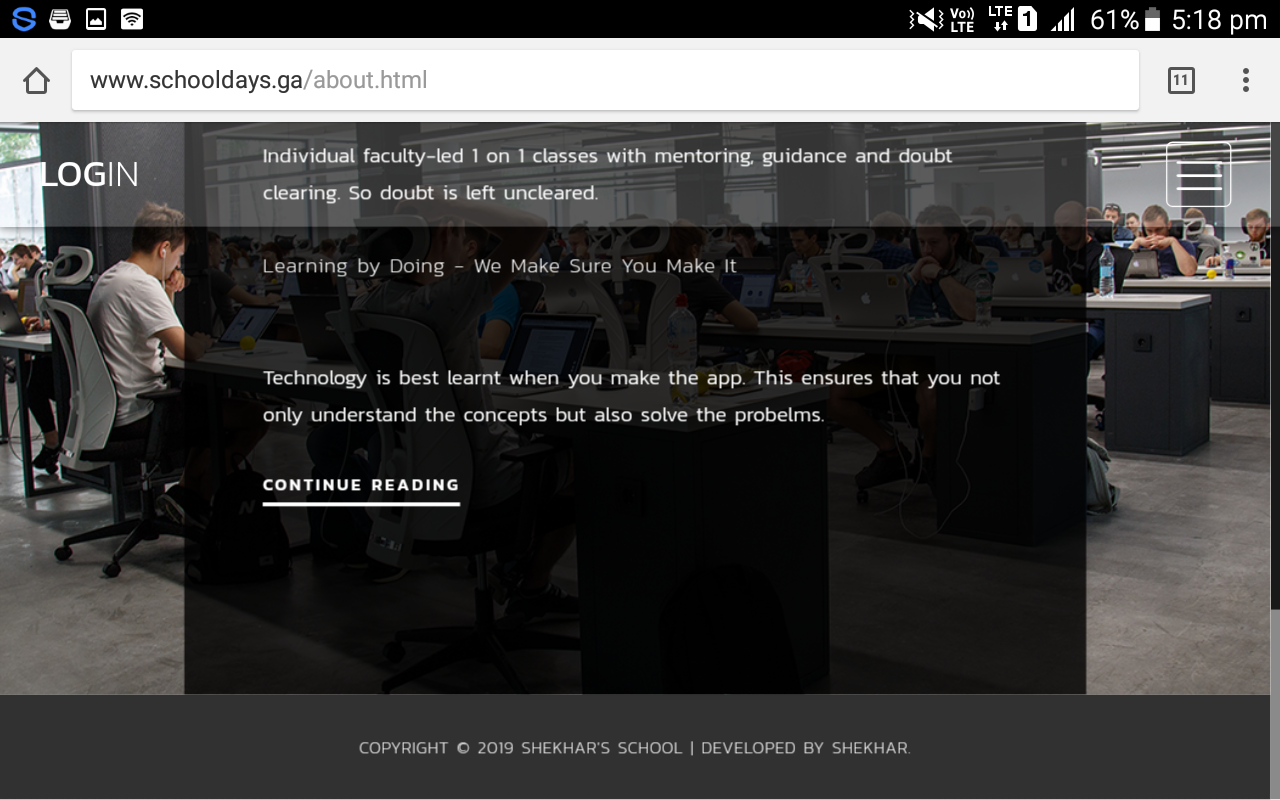 Vo)) LTE LTE 1 61% 5:18 pm
www.schooldays.ga/about.html 11
Individual faculty-led 1 on 1 classes with mentoring, guidance and doubt
LOGIN
clearing. So doubt is left uncleared.
Learning by Doing - We Make Sure You Make It
Technology is best learnt when you make the app. This ensures that you not
only understand the concepts but also solve the probelms.
CONTINUE READING
COPYRIGHT © 2019 SHEKHAR'S SCHOOL | DEVELOPED BY SHEKHAR.